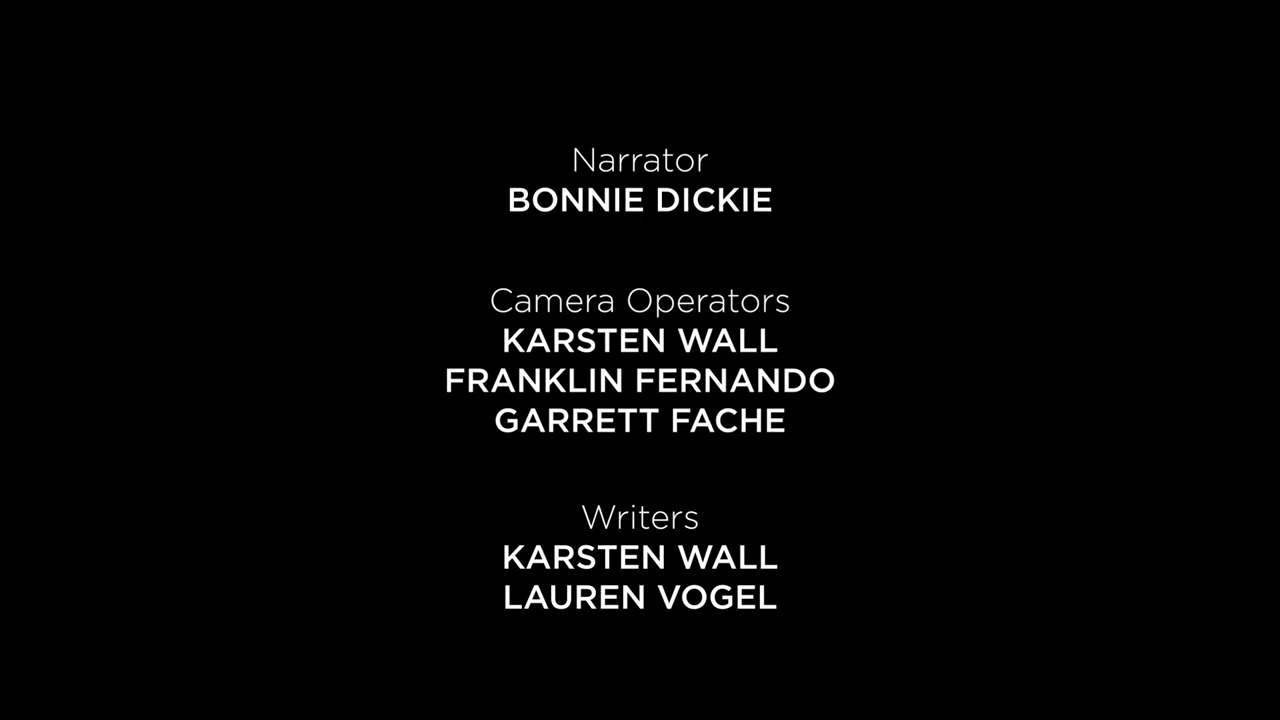 Narrator
BONNIE DICKIE
Camera Operators
KARSTEN WALL
FRANKLIN FERNANDO
GARRETT FACHE
Writers
KARSTEN WALL
LAUREN VOGEL